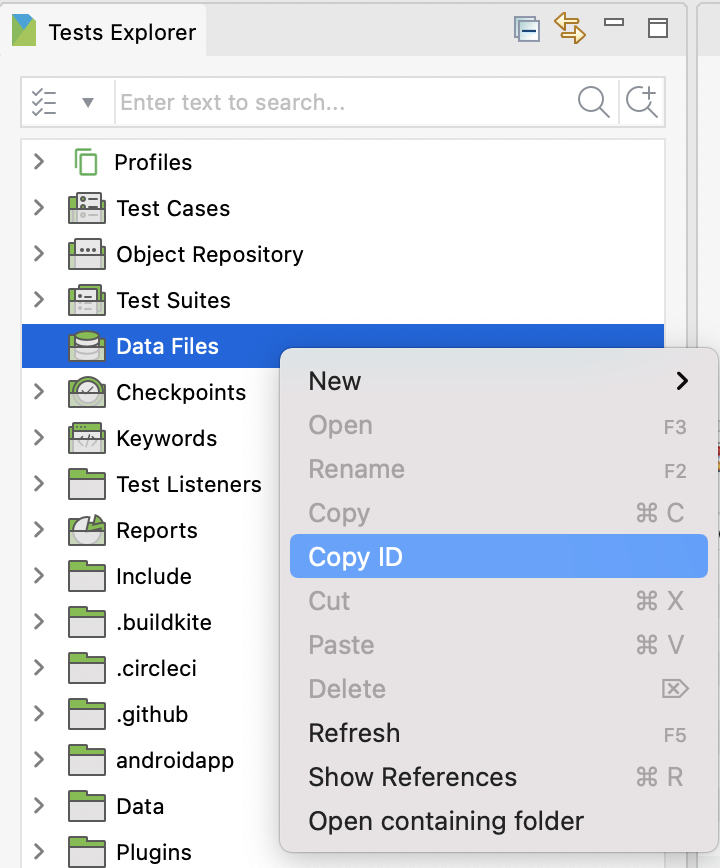 Tests Explorer
Enter text to search...
Profiles
Test Cases
Object Repository
Test Suites
Data Files
Checkpoints
Keywords
Test Listeners
Reports
Include
.buildkite
.circleci
.github
androidapp
Data
Plugins
New
Open F3
Rename F2
Copy ⌘ C
Copy ID
Cut ⌘ X
Paste ⌘ V
Delete ⌦
Refresh F5
Show References ⌘ R
Open containing folder